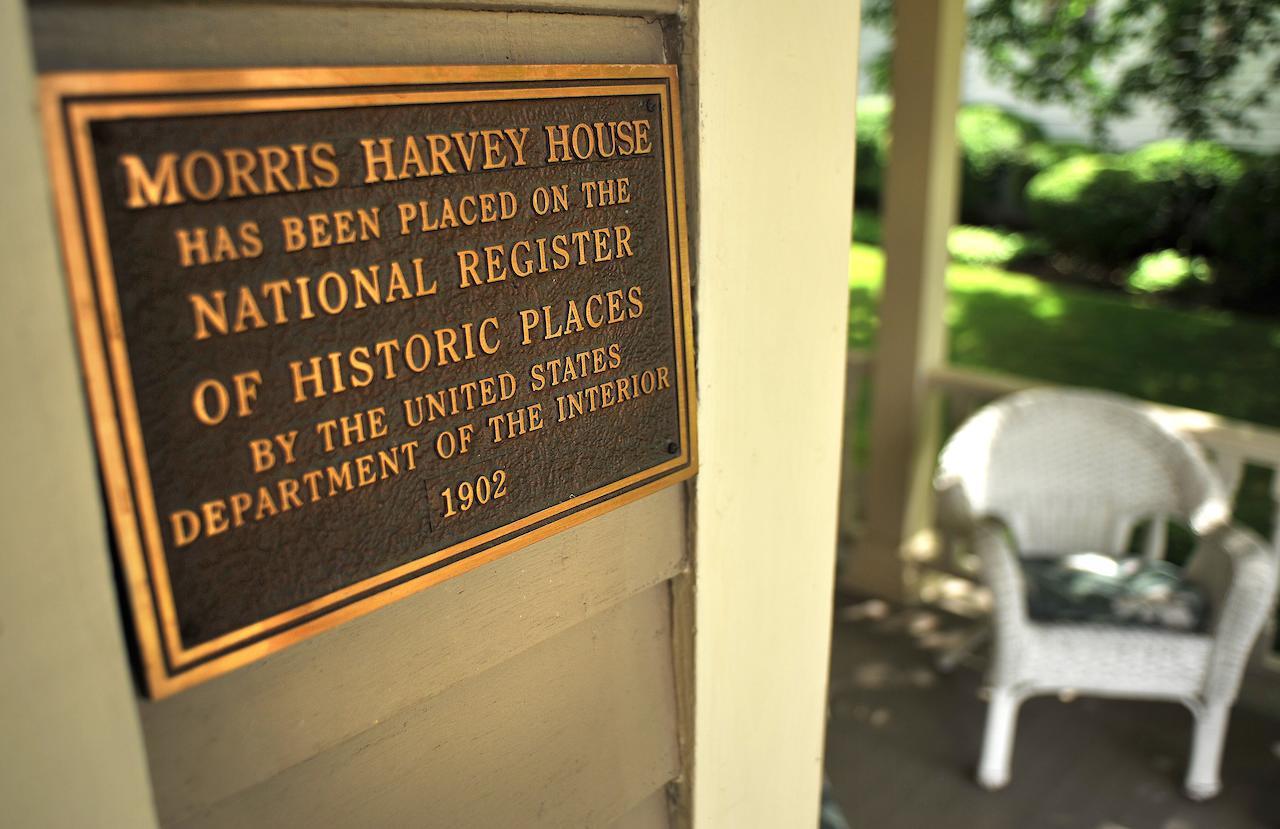 MORRIS HARVEY HOUSE
HAS BEEN PLACED ON THE
NATIONAL REGISTER
OF HISTORIC PLACES
BY THE UNITED STATES
DEPARTMENT OF THE INTERIOR
1902